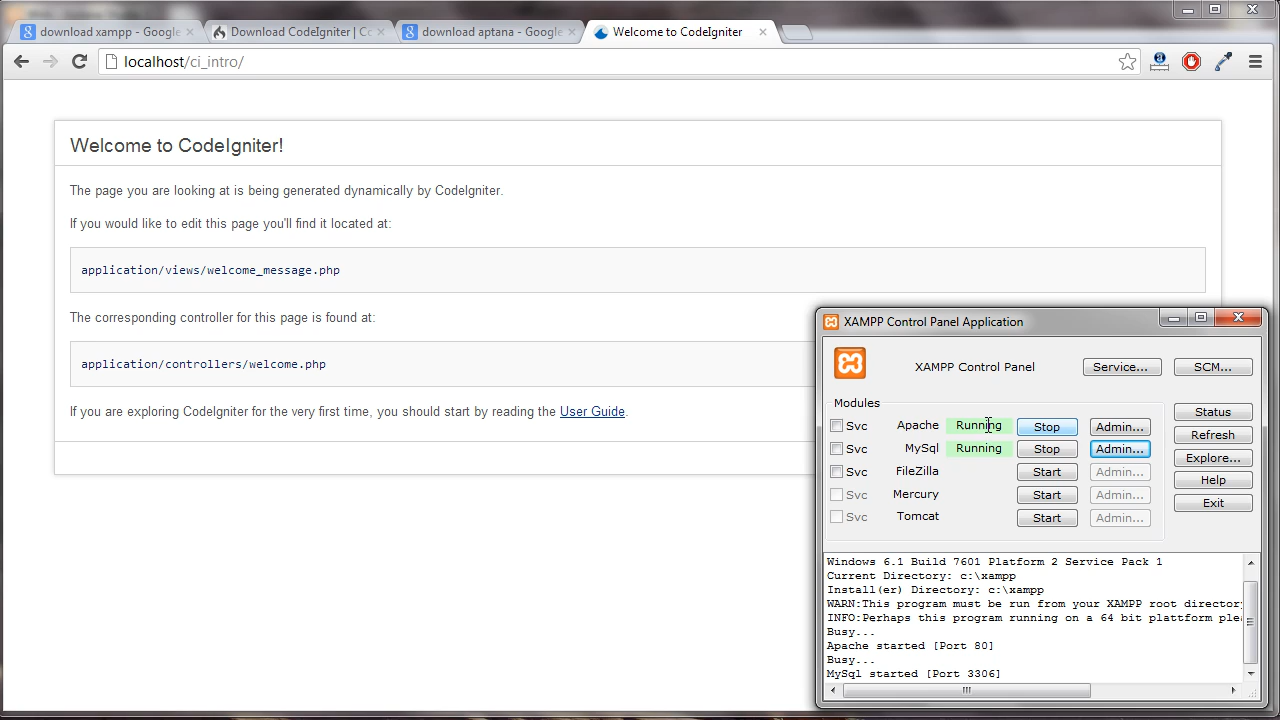 download xampp - Google
Download CodeIgniter | Co
download aptana - Google
Welcome to CodeIgniter
localhost/ci_intro/
Welcome to CodeIgniter!
The page you are looking at is being generated dynamically by CodeIgniter.
If you would like to edit this page you'll find it located at:
application/views/welcome_message.php
The corresponding controller for this page is found at:
application/controllers/welcome.php
If you are exploring CodeIgniter for the very first time, you should start by reading the User Guide.
XAMPP Control Panel Application
XAMPP Control Panel
Service...
SCM...
Modules
Svc Apache Running Stop Admin...
Svc MySql Running Stop Admin...
Svc FileZilla Start Admin...
Svc Mercury Start Admin...
Svc Tomcat Start Admin...
Status
Refresh
Explore...
Help
Exit
Windows 6.1 Build 7601 Platform 2 Service Pack 1
Current Directory: c:\xampp
Install(er) Directory: c:\xampp
WARN:This program must be run from your XAMPP root director
INFO:Perhaps this program running on a 64 bit plattform ple
Busy...
Apache started [Port 80]
Busy...
MySql started [Port 3306]